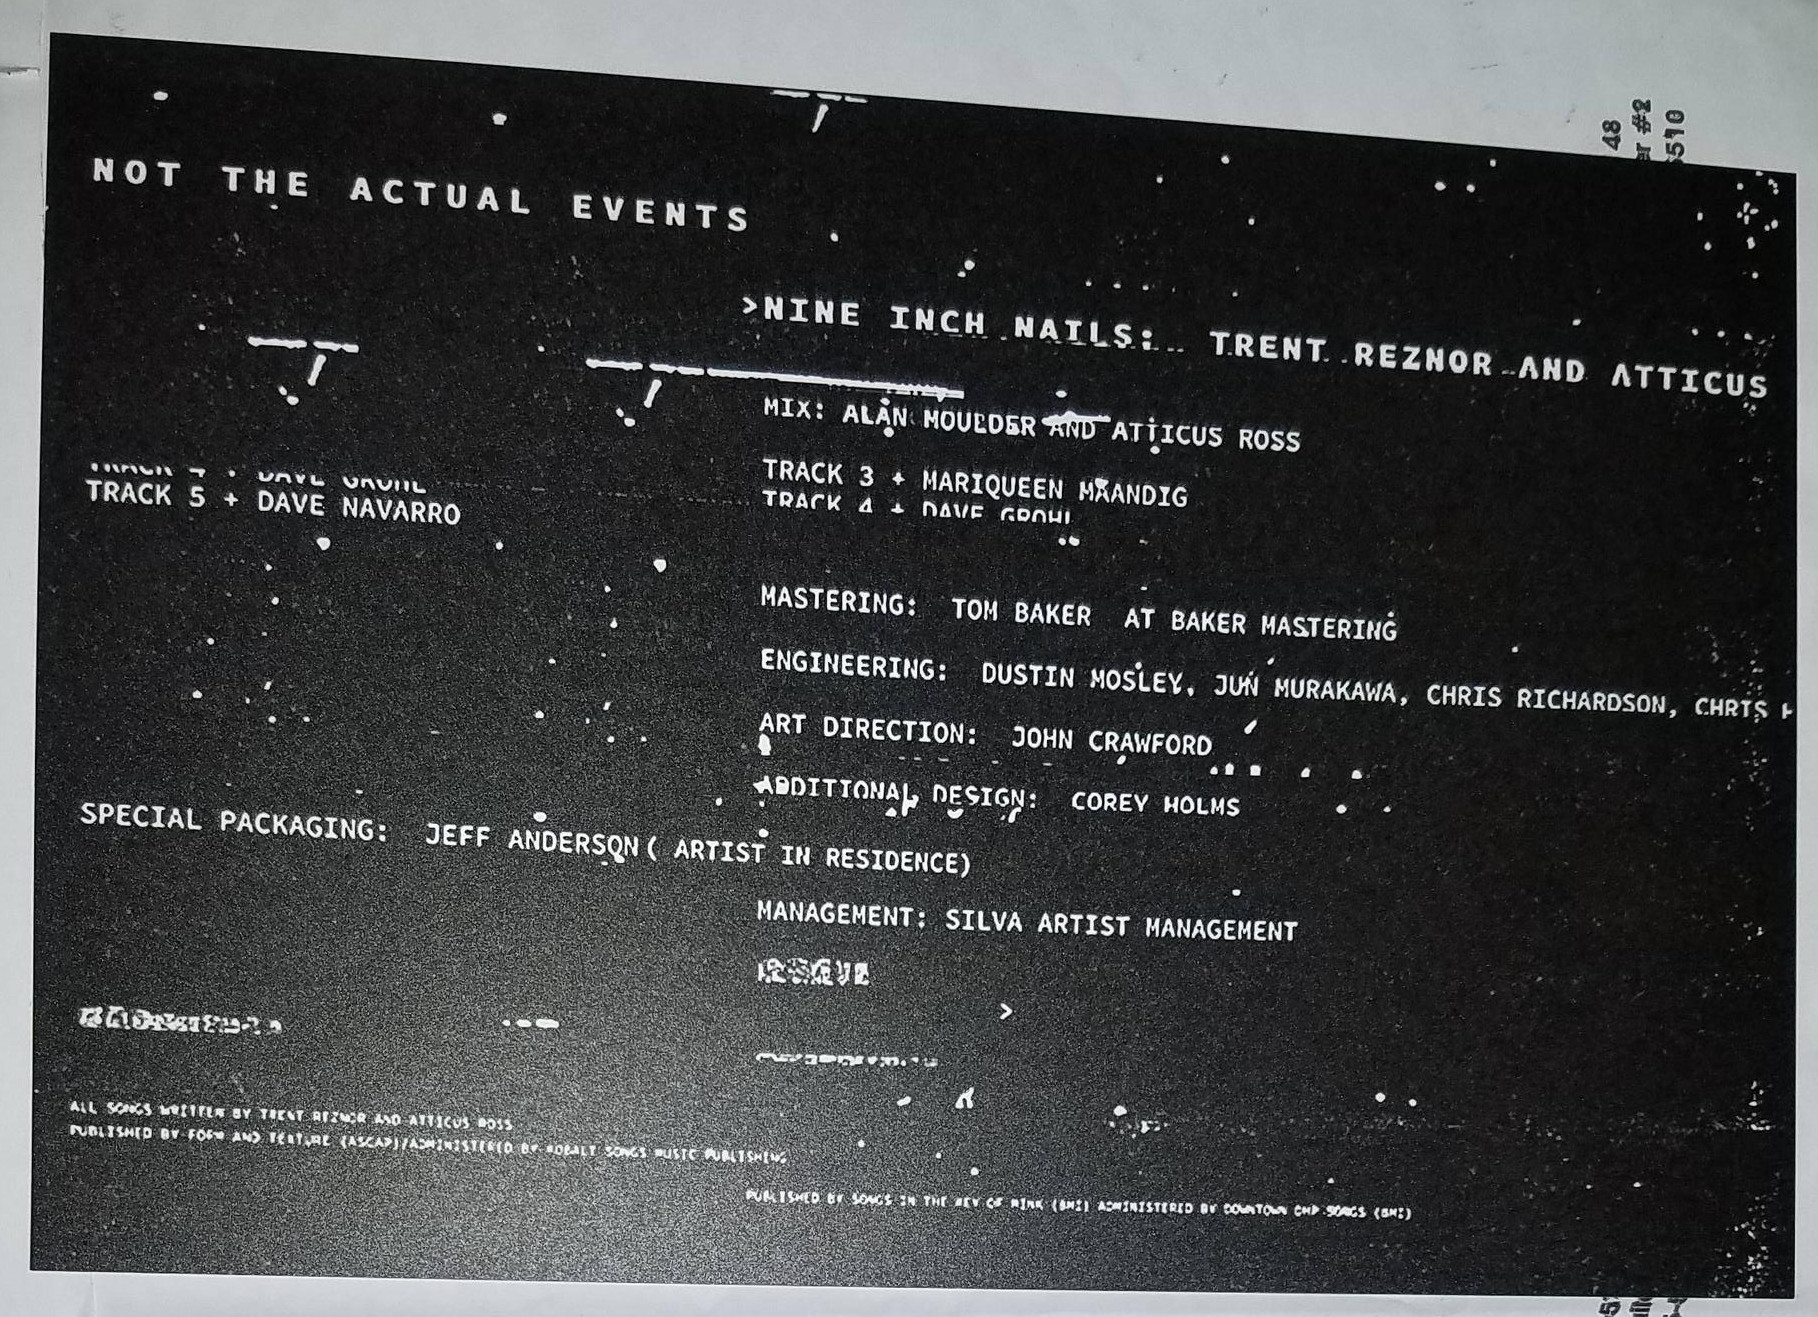 48
#2
510
NOT THE ACTUAL EVENTS
>NINE INCH NAILS: TRENT REZNOR AND ATTICUS
MIX: ALAN MOULDER AND ATTICUS ROSS
TRACK 3 + MARIQUEEN MAANDIG
TRACK 4 + DAVE GROHL
TRACK 4 + DAVE GROHL
TRACK 5 + DAVE NAVARRO
MASTERING: TOM BAKER AT BAKER MASTERING
ENGINEERING: DUSTIN MOSLEY, JUN MURAKAWA, CHRIS RICHARDSON, CHRIS
ART DIRECTION: JOHN CRAWFORD
ADDITIONAL DESIGN: COREY HOLMS
SPECIAL PACKAGING: JEFF ANDERSON ( ARTIST IN RESIDENCE)
MANAGEMENT: SILVA ARTIST MANAGEMENT
>
ALL SONGS WRITTEN BY TRENT REZNOR AND ATTICUS ROSS
PUBLISHED BY FORM AND TEXTURE (ASCAP)/ADMINISTERED BY KOBALT SONGS MUSIC PUBLISHING
PUBLISHED BY SONGS IN THE KEY OF MINK (BMI) ADMINISTERED BY DOWNTOWN DMP SONGS (BMI)